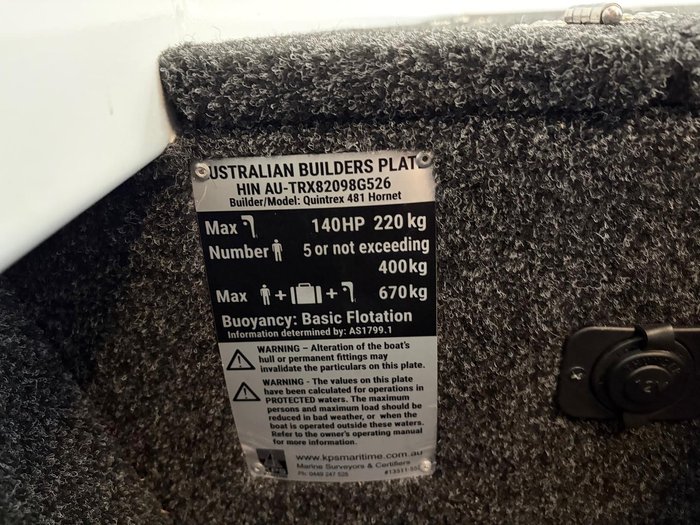 USTRALIAN BUILDERS PLAT
HIN AU-TRX82098G526
Builder/Model: Quintrex 481 Hornet
Max 140HP 220 kg
Number 5 or not exceeding
400kg
Max + + 670kg
Buoyancy: Basic Flotation
Information determined by: AS1799.1
WARNING – Alteration of the boat's
hull or permanent fittings may
invalidate the particulars on this plate.
WARNING - The values on this plate
have been calculated for operations in
PROTECTED waters. The maximum
persons and maximum load should be
reduced in bad weather, or when the
boat is operated outside these waters.
Refer to the owner's operating manual
for more information.
www.kpsmaritime.com.au
Marine Surveyors & Certifiers
Ph: 0449 247 526
12V